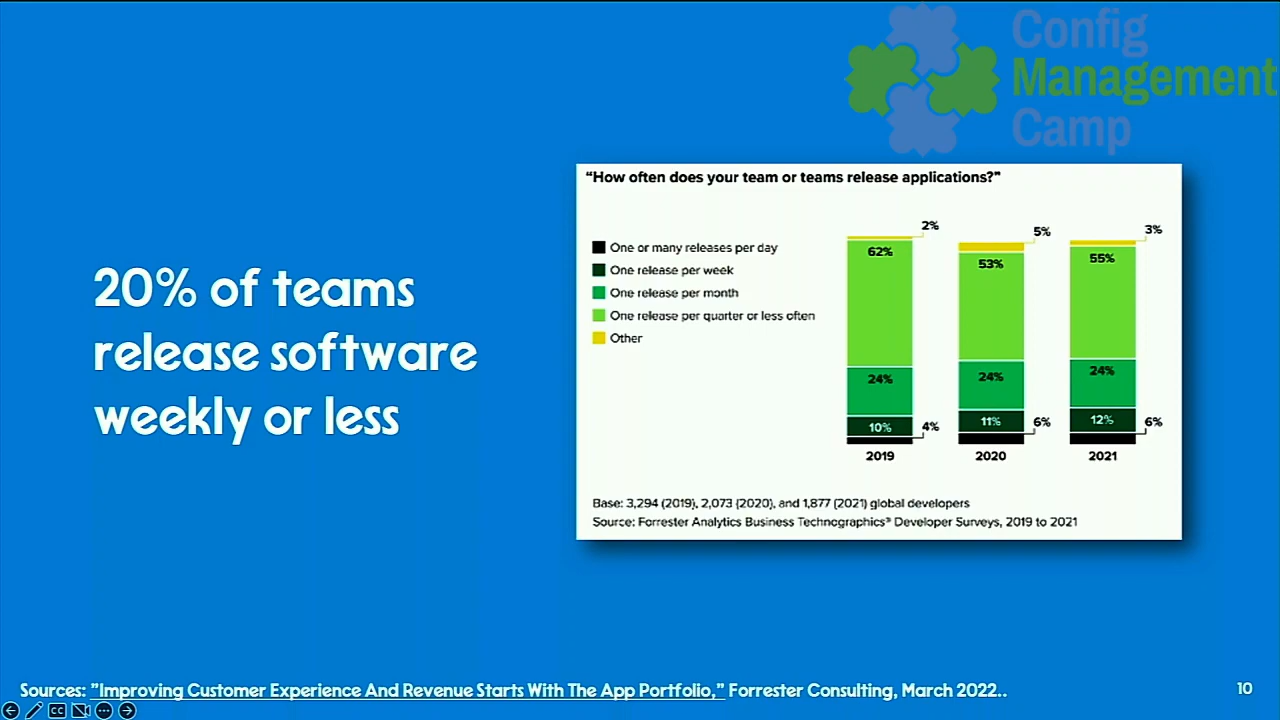 Config
Management
Camp
20% of teams
release software
weekly or less
“How often does your team or teams release applications?”
One or many releases per day
One release per week
One release per month
One release per quarter or less often
Other
2%
62%
24%
10%
4%
2019
5%
53%
24%
11%
6%
2020
3%
55%
24%
12%
6%
2021
Base: 3,294 (2019), 2,073 (2020), and 1,877 (2021) global developers
Source: Forrester Analytics Business Technographics® Developer Surveys, 2019 to 2021
Sources: ”Improving Customer Experience And Revenue Starts With The App Portfolio,” Forrester Consulting, March 2022..
10
CC